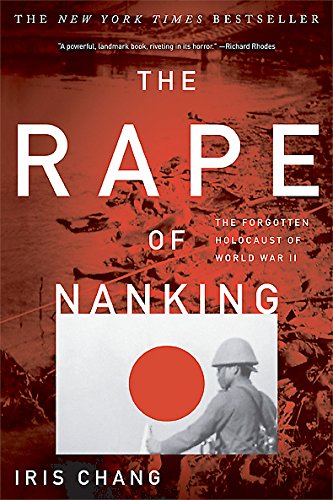 THE NEW YORK TIMES BESTSELLER
"A powerful, landmark book, riveting in its horror." —Richard Rhodes
THE
RAPE
OF
THE FORGOTTEN
HOLOCAUST OF
WORLD WAR II
NANKING
IRIS CHANG